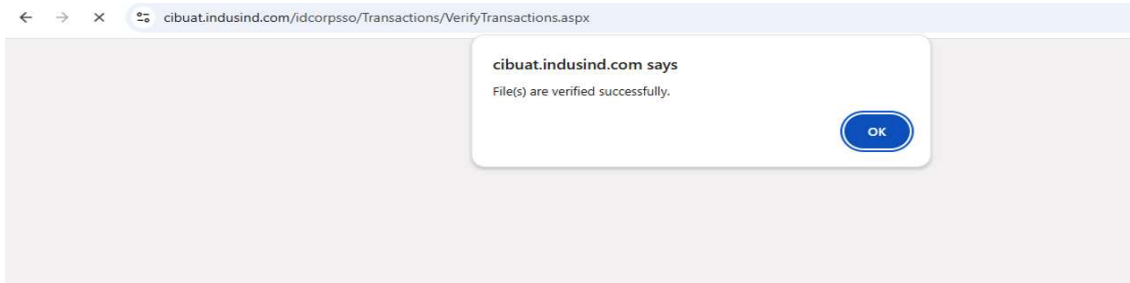 cibuat.indusind.com/idcorpsso/Transactions/VerifyTransactions.aspx
cibuat.indusind.com says
File(s) are verified successfully.
OK